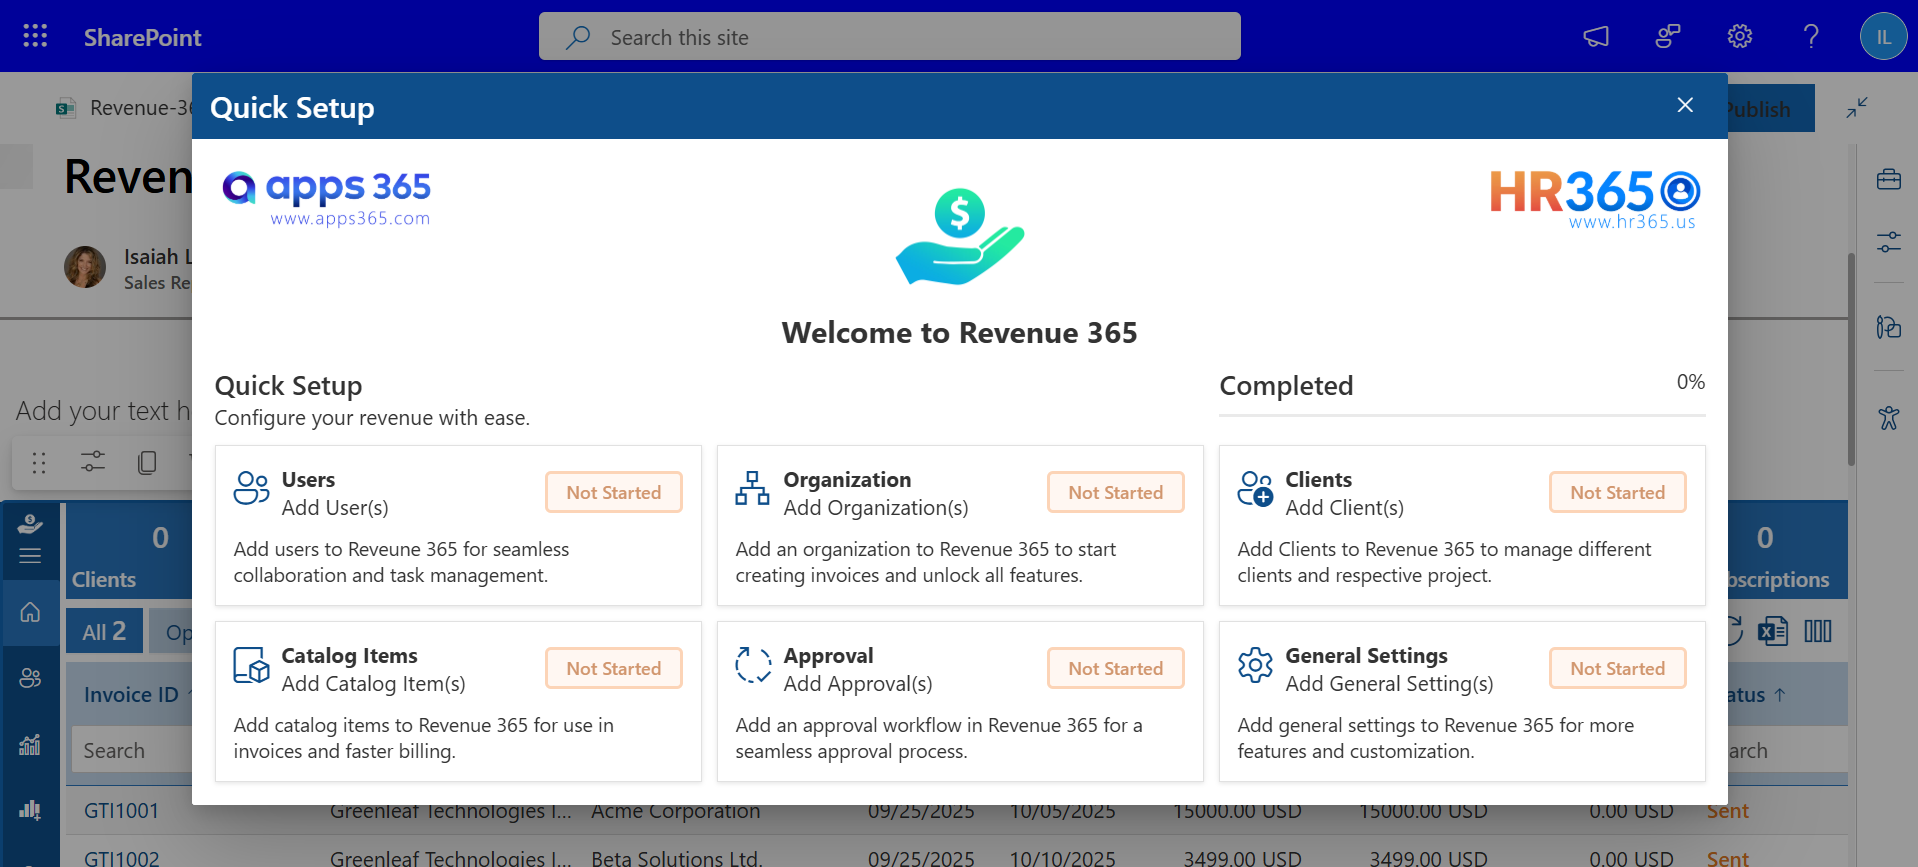 SharePoint
Search this site
IL
Revenue-36
Publish
Reven
Isaiah L
Sales Re
Add your text h
Quick Setup
apps 365
www.apps365.com
HR365
www.hr365.us
Welcome to Revenue 365
Quick Setup
Configure your revenue with ease.
Completed
0%
Users
Add User(s)
Not Started
Add users to Reveune 365 for seamless
collaboration and task management.
Organization
Add Organization(s)
Not Started
Add an organization to Revenue 365 to start
creating invoices and unlock all features.
Clients
Add Client(s)
Not Started
Add Clients to Revenue 365 to manage different
clients and respective project.
Catalog Items
Add Catalog Item(s)
Not Started
Add catalog items to Revenue 365 for use in
invoices and faster billing.
Approval
Add Approval(s)
Not Started
Add an approval workflow in Revenue 365 for a
seamless approval process.
General Settings
Add General Setting(s)
Not Started
Add general settings to Revenue 365 for more
features and customization.
0
Clients
0
bscriptions
All 2
Op
Invoice ID
atus
Search
arch
GTI1001 Greenleaf Technologies I... Acme Corporation 09/25/2025 10/05/2025 15000.00 USD 15000.00 USD 0.00 USD Sent
GTI1002 Greenleaf Technologies I... Beta Solutions Ltd. 09/25/2025 10/10/2025 3499.00 USD 3499.00 USD 0.00 USD Sent